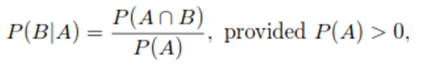 P(B|A) = P(A ∩ B) / P(A), provided P(A) > 0,